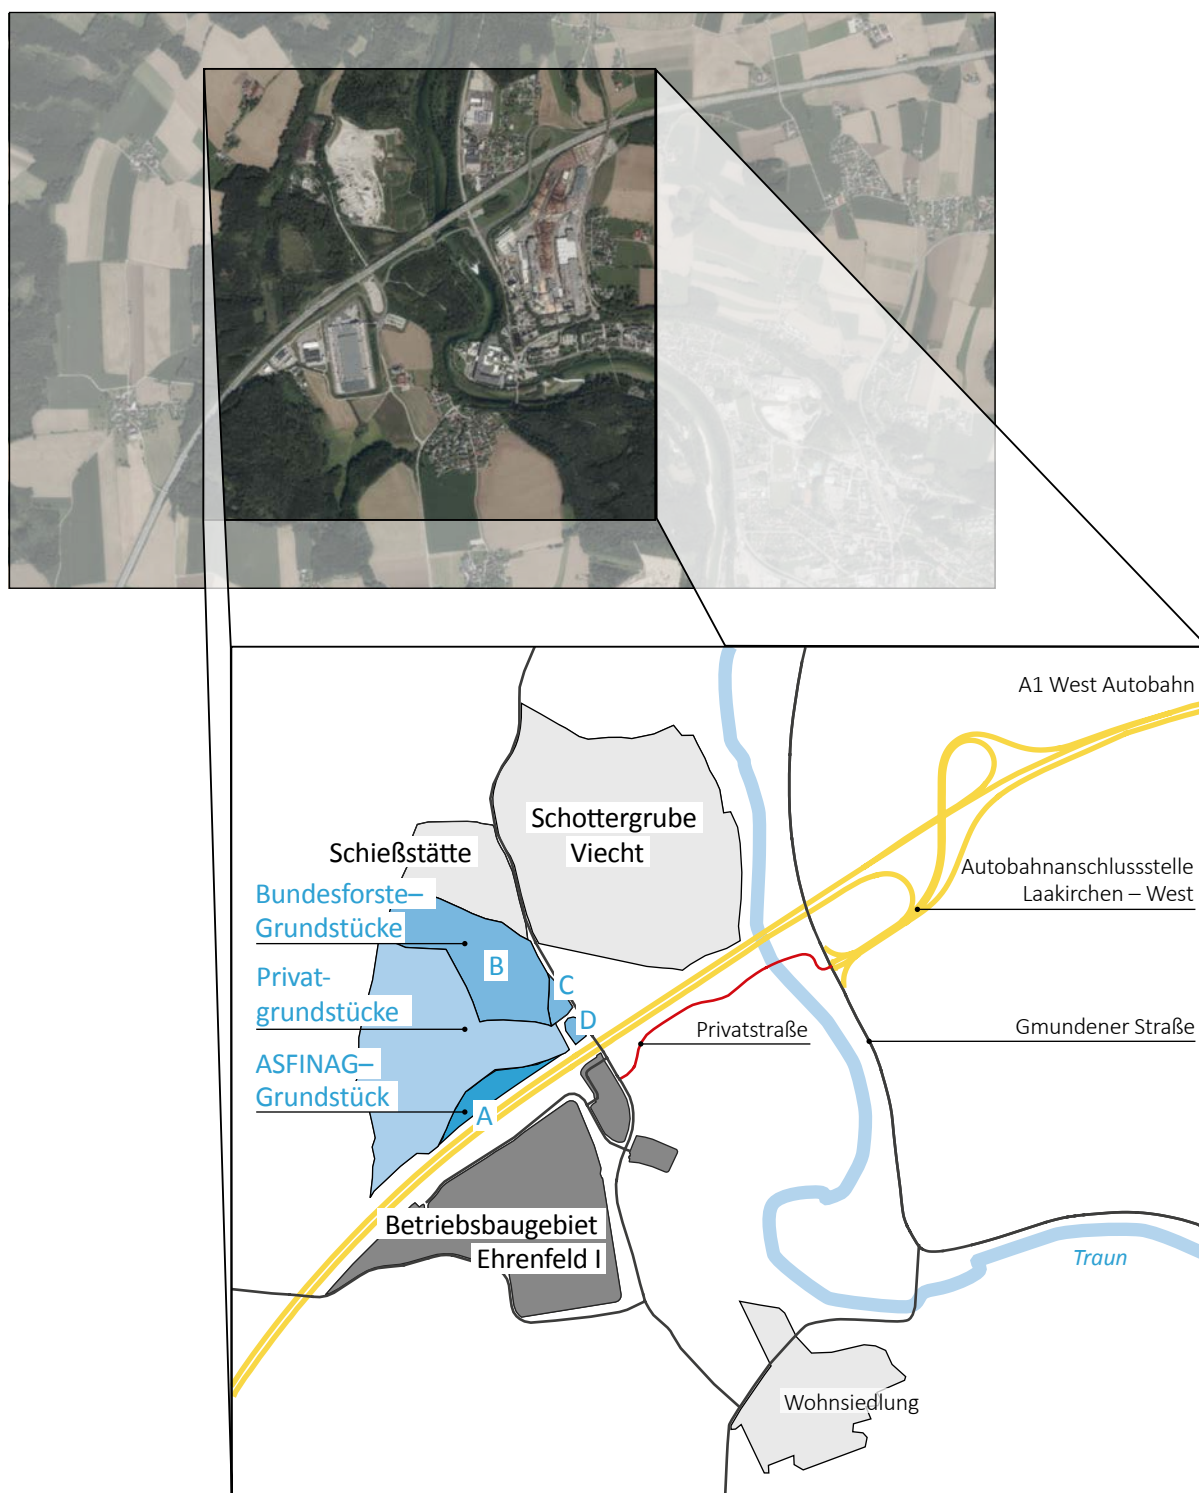 A1 West Autobahn
Schottergrube
Viecht
Schießstätte
Autobahnanschlussstelle
Laakirchen – West
Bundesforste–
Grundstücke
B
C
Privat-
grundstücke
D
Privatstraße
Gmundener Straße
ASFINAG–
Grundstück
A
Betriebsbaugebiet
Ehrenfeld I
Traun
Wohnsiedlung